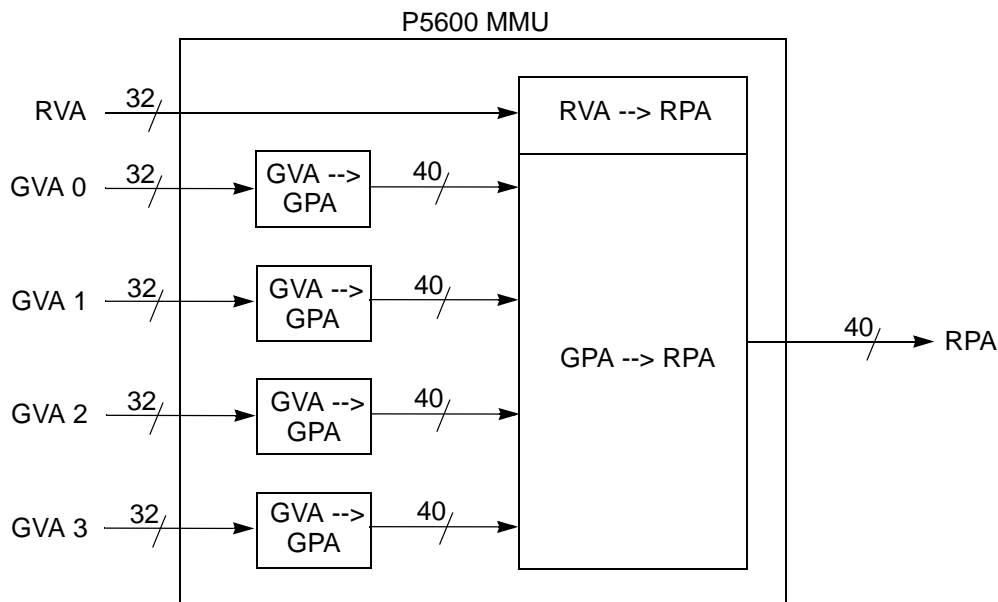 P5600 MMU
RVA
32
RVA --> RPA
GVA 0
32
GVA -->
GPA
40
GVA 1
32
GVA -->
GPA
40
GPA --> RPA
40
RPA
GVA 2
32
GVA -->
GPA
40
GVA 3
32
GVA -->
GPA
40